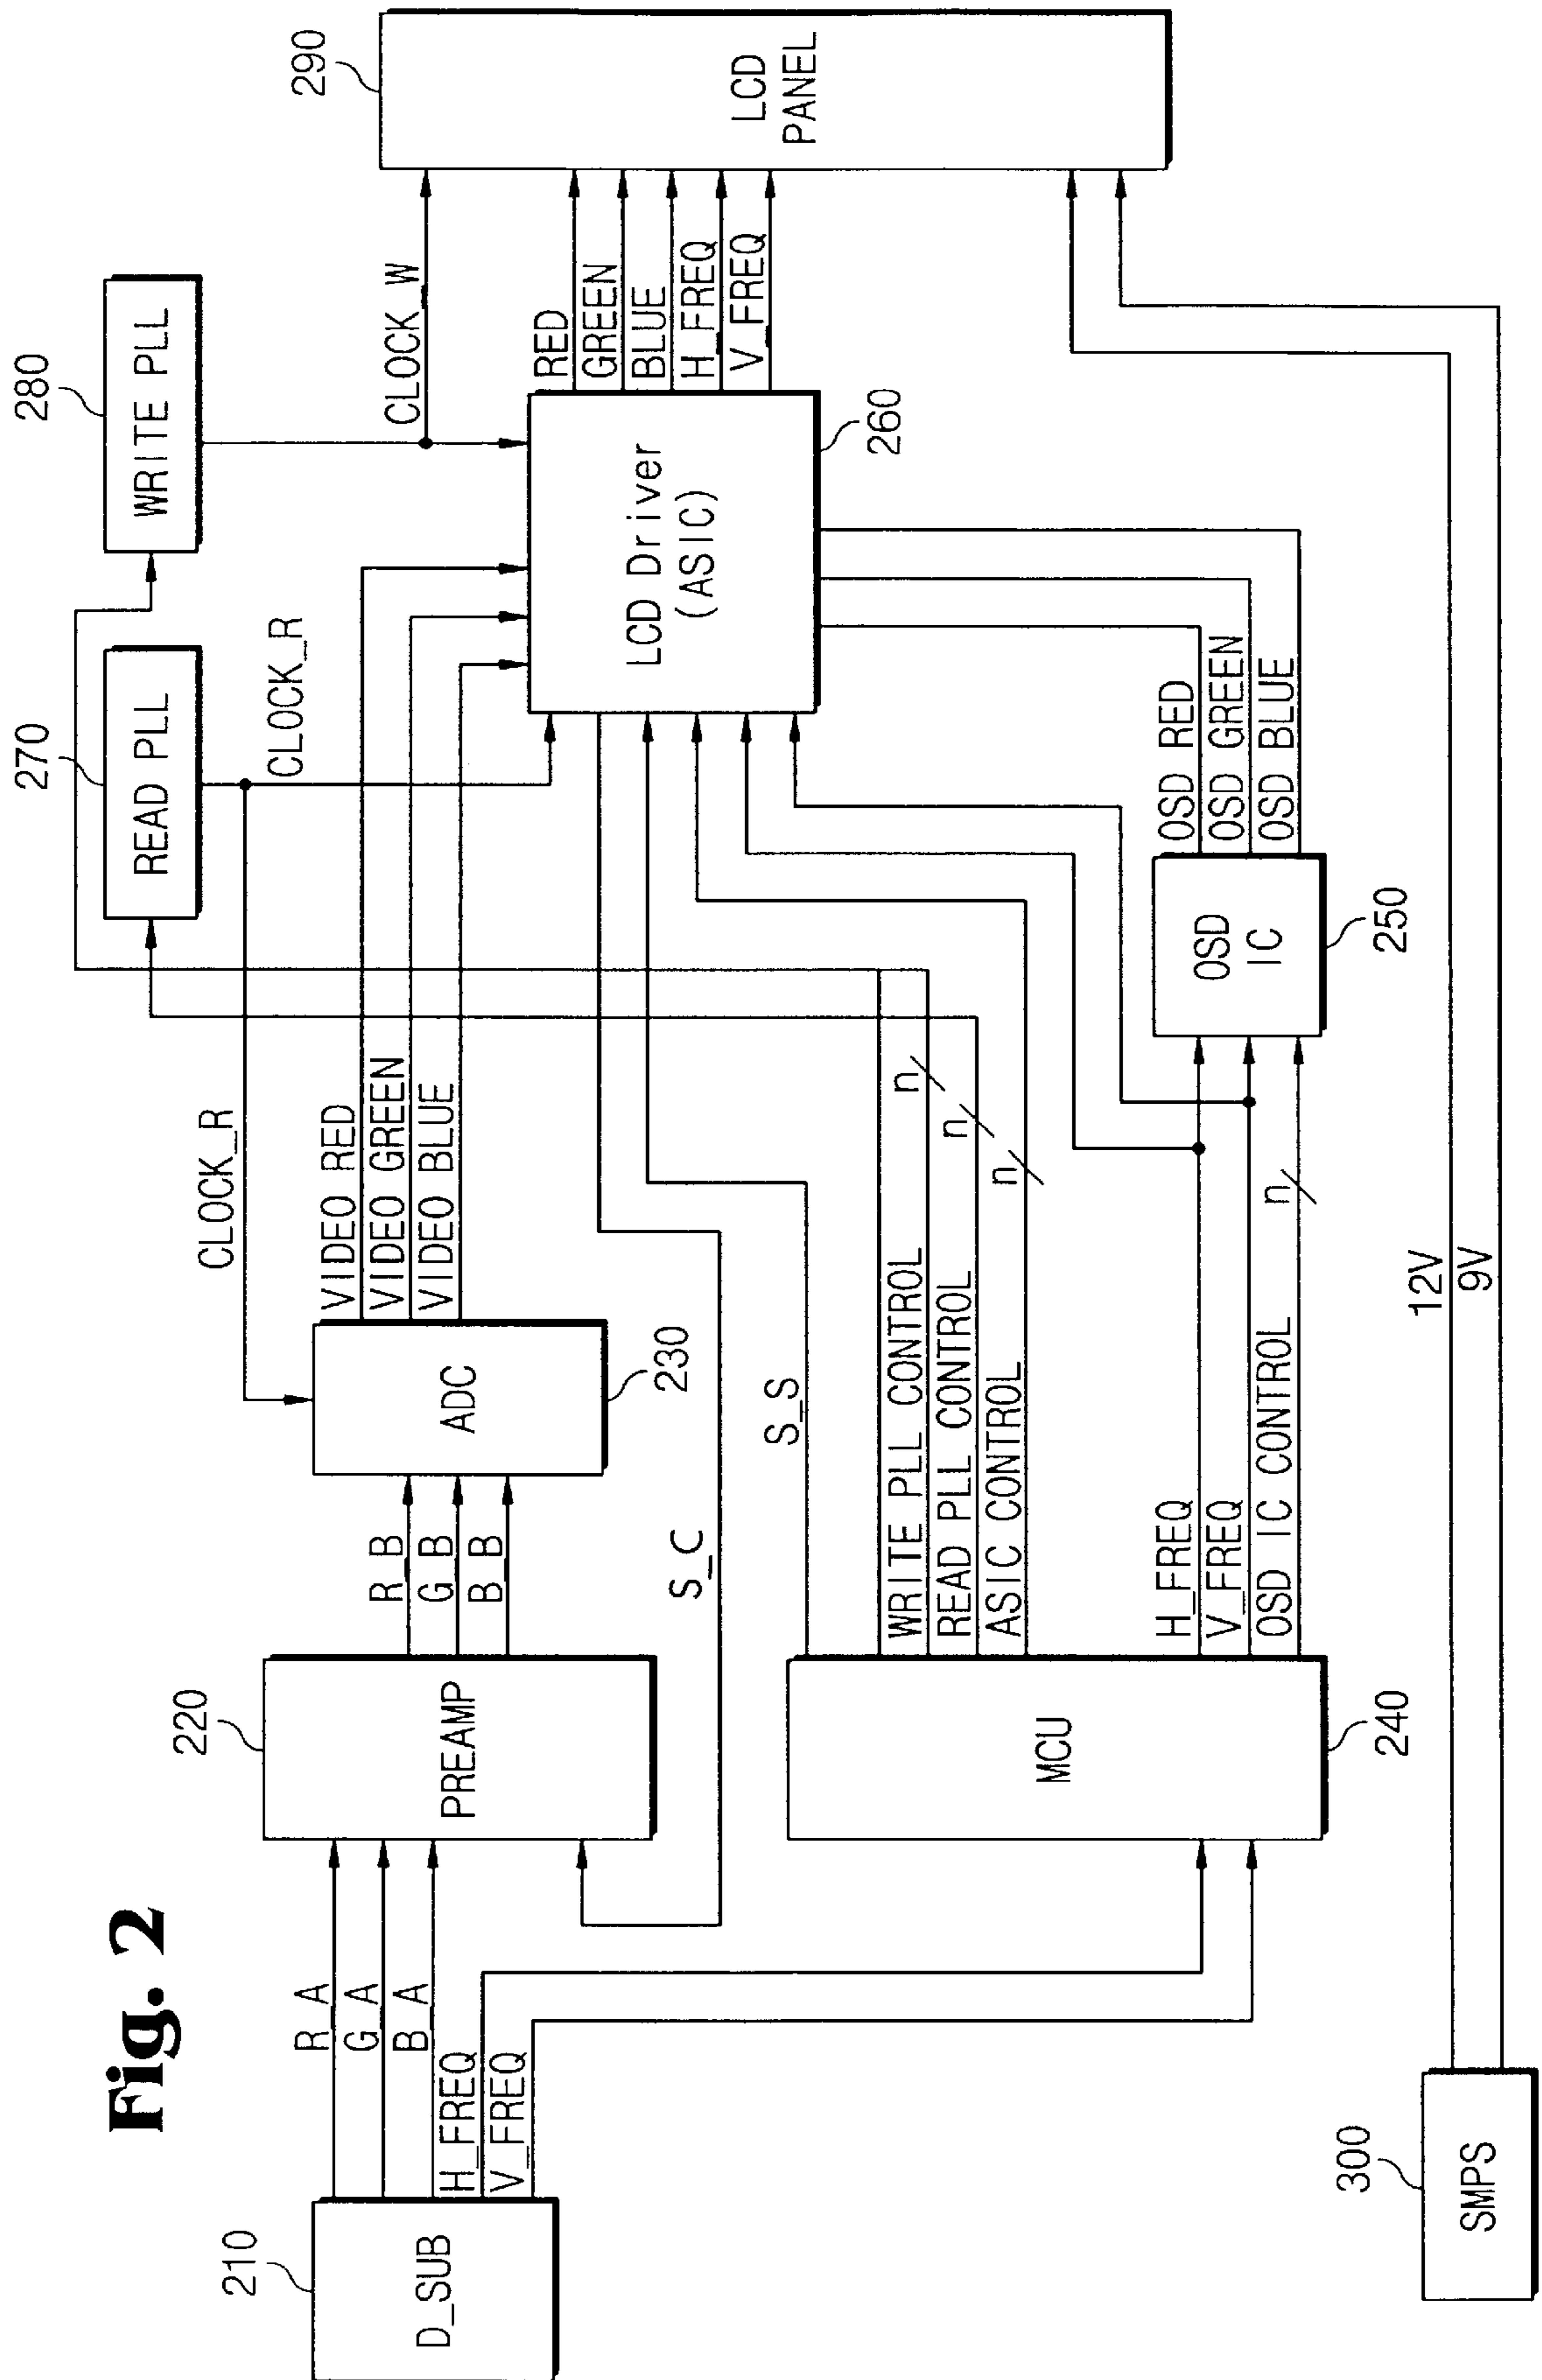 Fig. 2
210
D_SUB
R_A
G_A
B_A
H_FREQ
V_FREQ
220
PREAMP
R_B
G_B
B_B
S_C
230
ADC
CLOCK_R
VIDEO RED
VIDEO GREEN
VIDEO BLUE
270
READ PLL
CLOCK_R
280
WRITE PLL
CLOCK_W
240
MCU
S_S
WRITE PLL CONTROL
n
READ PLL CONTROL
n
ASIC CONTROL
n
H_FREQ
V_FREQ
OSD IC CONTROL
n
250
OSD
IC
OSD RED
OSD GREEN
OSD BLUE
260
LCD Driver
(ASIC)
RED
GREEN
BLUE
H_FREQ
V_FREQ
290
LCD
PANEL
300
SMPS
12V
9V